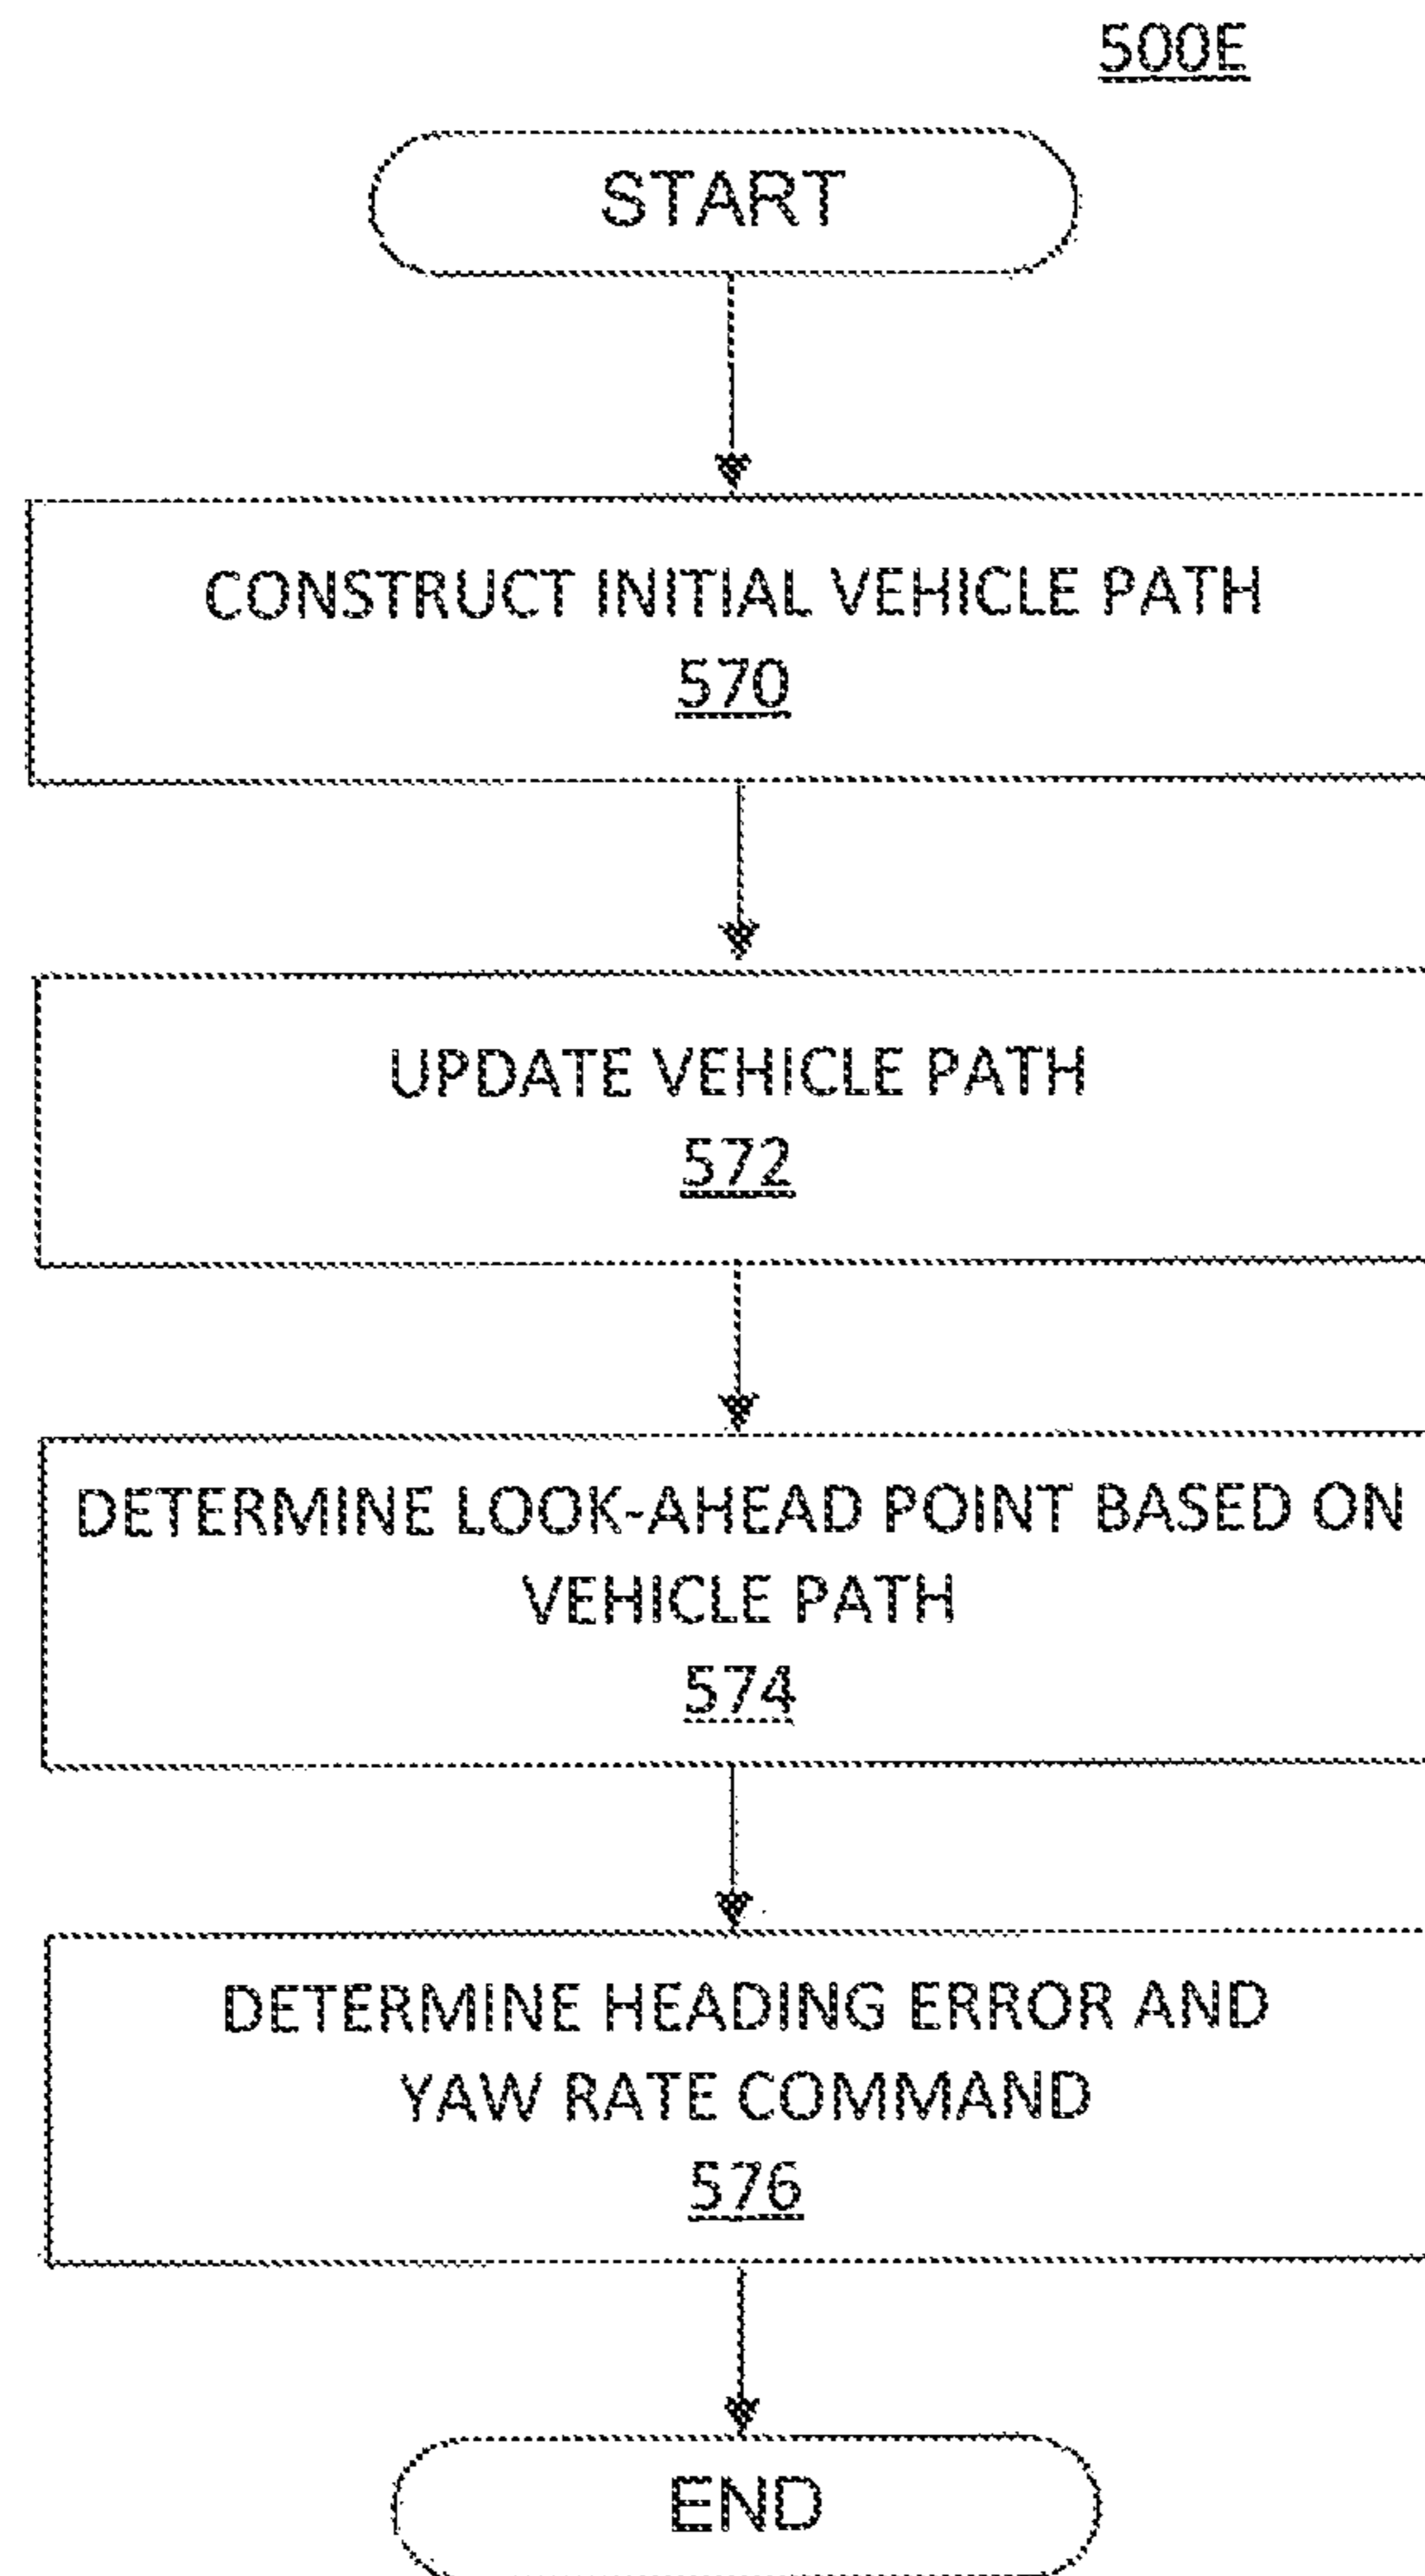 500E
START
CONSTRUCT INITIAL VEHICLE PATH
570
UPDATE VEHICLE PATH
572
DETERMINE LOOK-AHEAD POINT BASED ON
VEHICLE PATH
574
DETERMINE HEADING ERROR AND
YAW RATE COMMAND
576
END